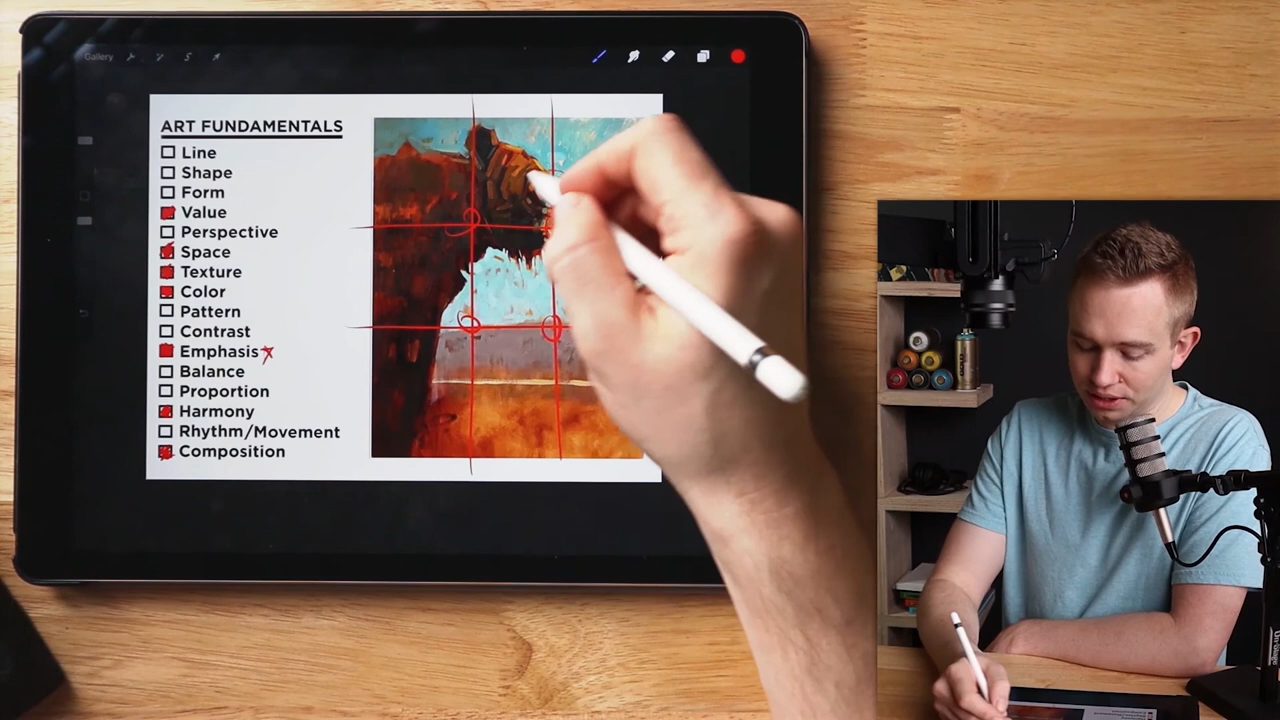 Gallery
ART FUNDAMENTALS
Line
Shape
Form
Value
Perspective
Space
Texture
Color
Pattern
Contrast
Emphasis
Balance
Proportion
Harmony
Rhythm/Movement
Composition